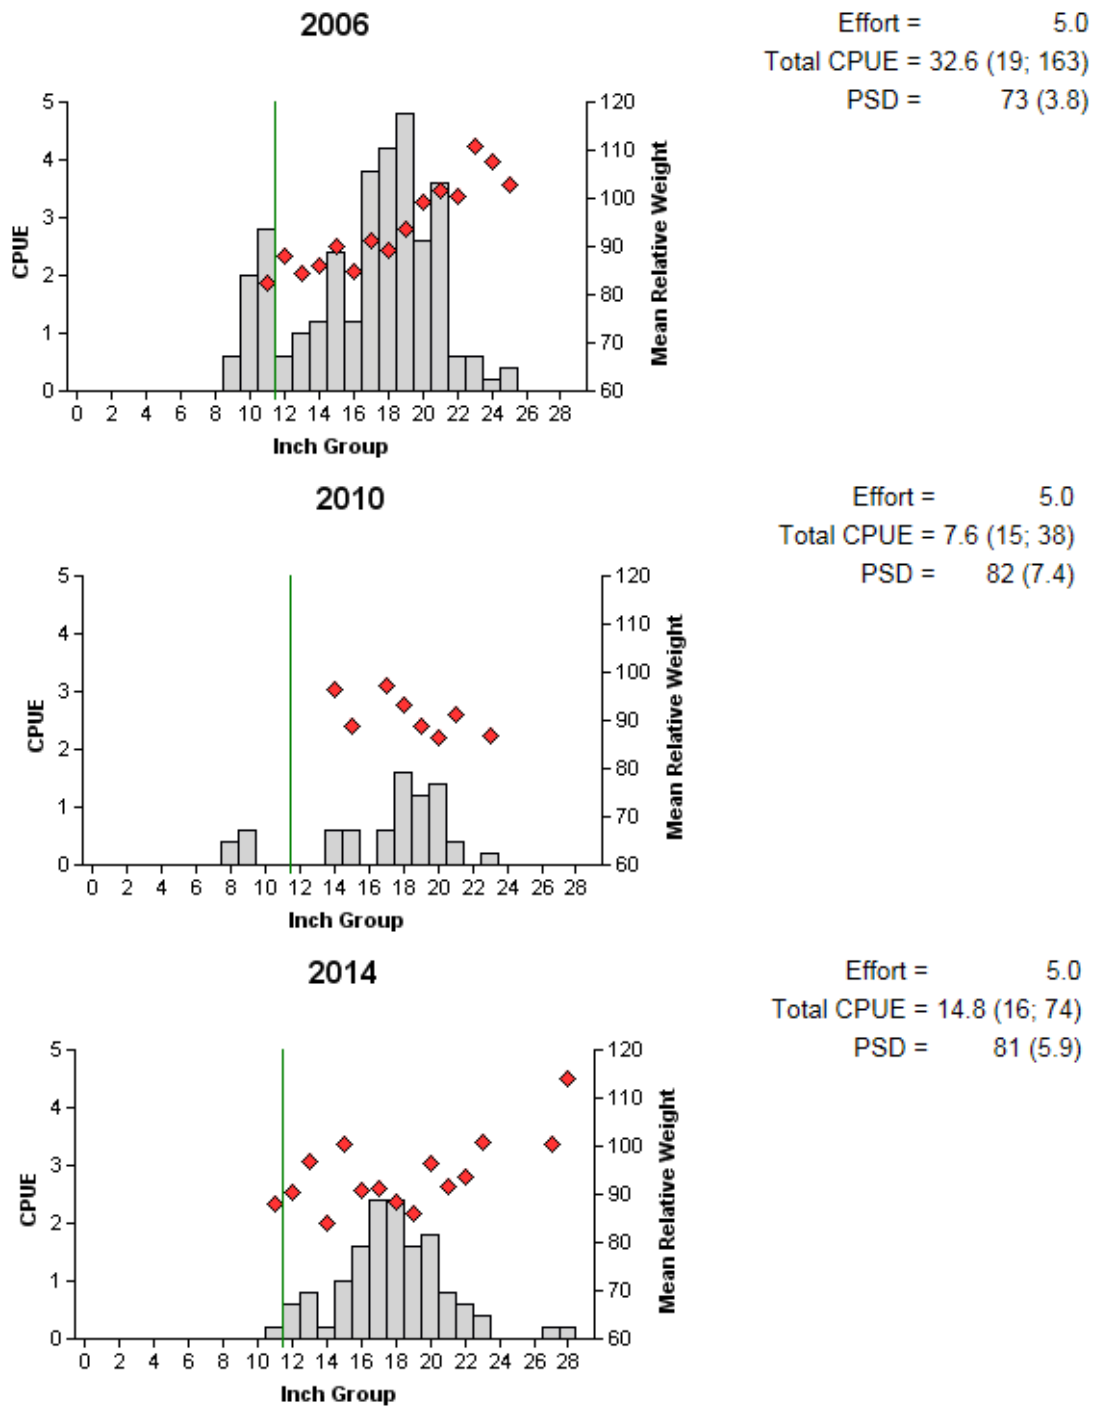 2006
Effort = 5.0
Total CPUE = 32.6 (19; 163)
PSD = 73 (3.8)
5
4
3
2
1
0
CPUE
120
110
100
90
80
70
60
Mean Relative Weight
0 2 4 6 8 10 12 14 16 18 20 22 24 26 28
Inch Group
2010
Effort = 5.0
Total CPUE = 7.6 (15; 38)
PSD = 82 (7.4)
5
4
3
2
1
0
CPUE
120
110
100
90
80
70
60
Mean Relative Weight
0 2 4 6 8 10 12 14 16 18 20 22 24 26 28
Inch Group
2014
Effort = 5.0
Total CPUE = 14.8 (16; 74)
PSD = 81 (5.9)
5
4
3
2
1
0
CPUE
120
110
100
90
80
70
60
Mean Relative Weight
0 2 4 6 8 10 12 14 16 18 20 22 24 26 28
Inch Group